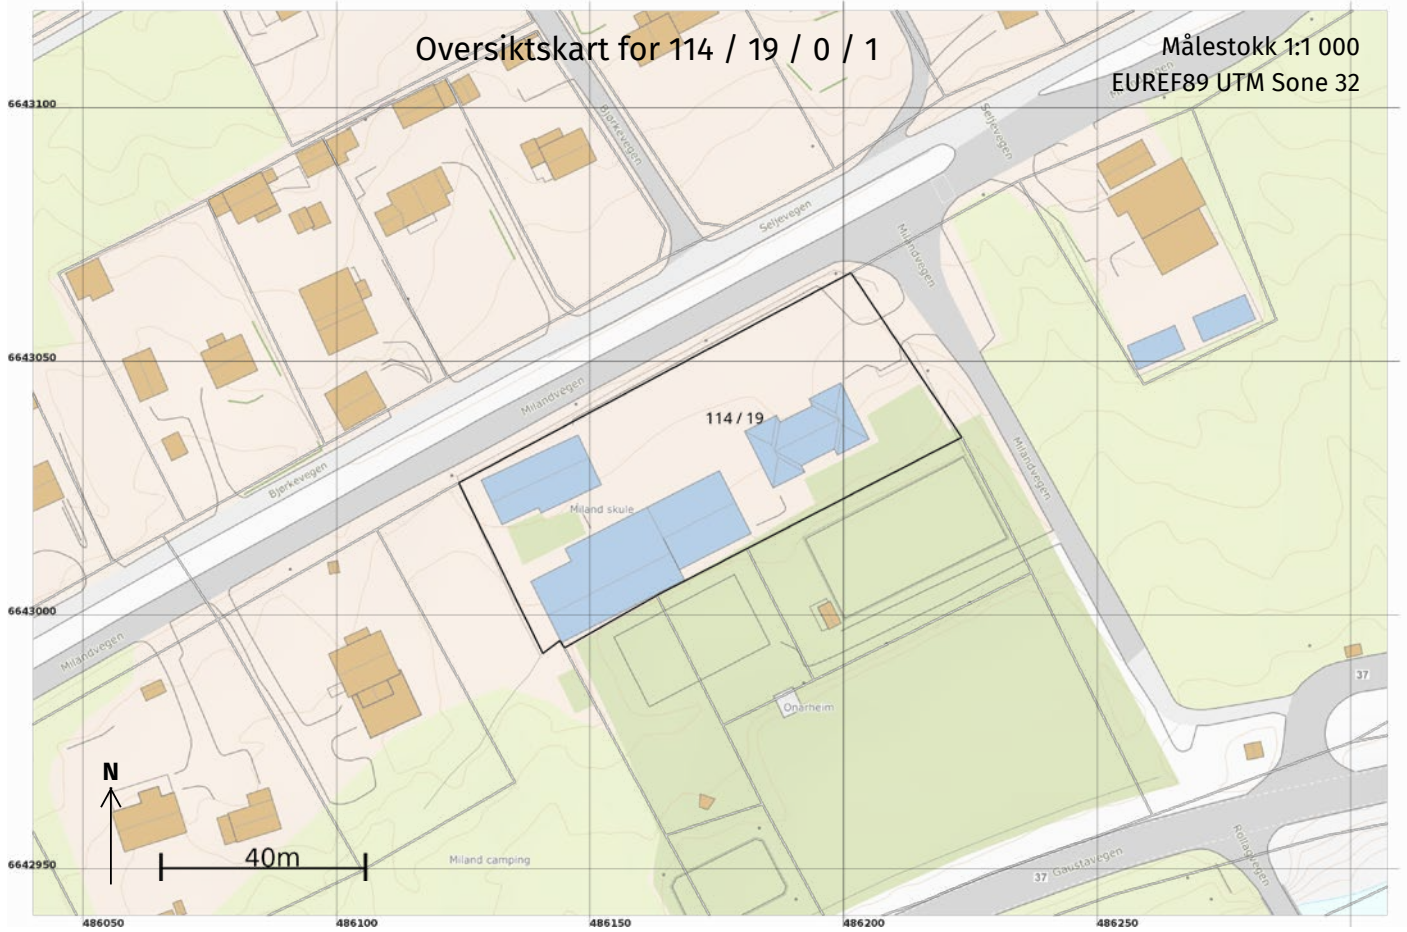 Oversiktskart for 114 / 19 / 0 / 1
Målestokk 1:1 000
EUREF89 UTM Sone 32
6643100
Bjørkevegen
Seljevegen
Seljevegen
Milandvegen
6643050
Milandvegen
114 / 19
Bjørkevegen
Milandvegen
Miland skule
6643000
Milandvegen
37
Onarheim
N
40m
Miland camping
6642950
37
Gaustavegen
Rollagvegen
486050
486100
486150
486200
486250